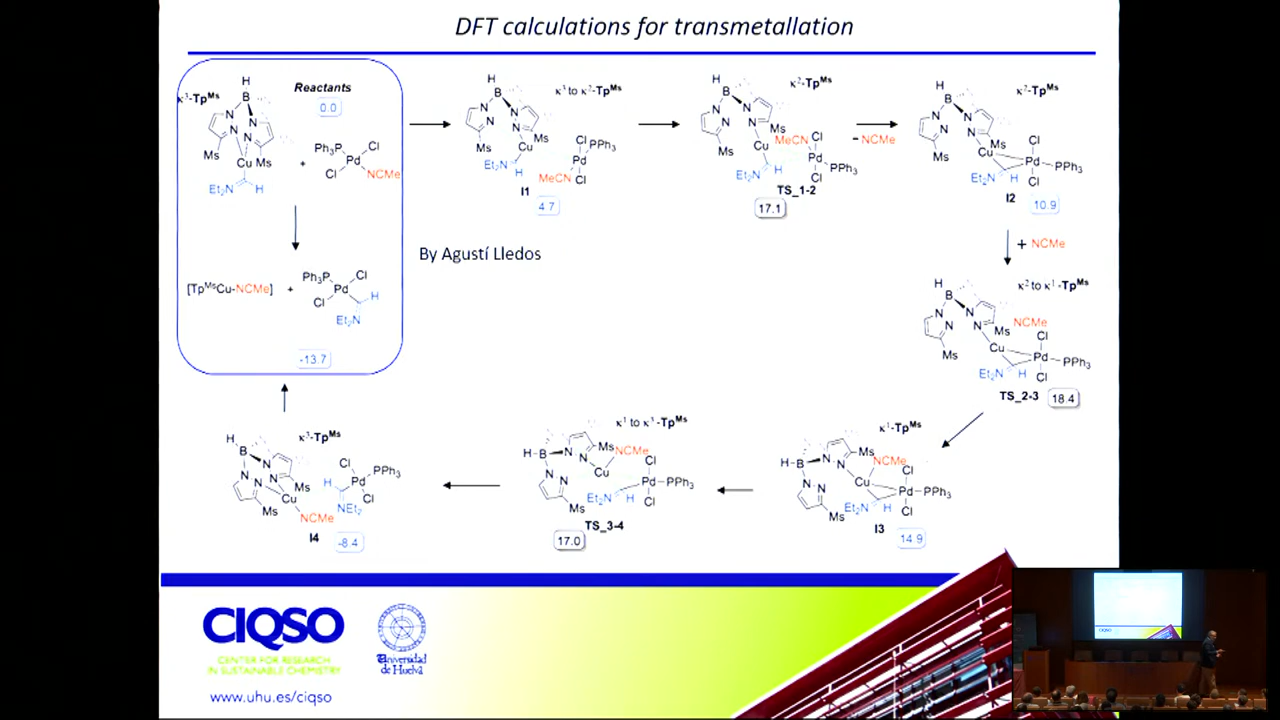 DFT calculations for transmetallation
κ³-TpMs
H
B
N
N
N
N
Ms
Cu
Ms
Et₂N
H
Reactants
0.0
+
Ph₃P
Cl
Pd
Cl
NCMe
[TpMsCu-NCMe]
+
Ph₃P
Cl
Pd
Cl
H
Et₂N
-13.7
By Agustí Lledos
H
B
κ³ to κ²-TpMs
N
N
N
N
Ms
Ms
Cu
Et₂N
H
Cl
PPh₃
Pd
MeCN
Cl
I1
4.7
H
B
κ²-TpMs
N
N
N
N
Ms
Ms
Cu
MeCN
Cl
Pd
PPh₃
Cl
Et₂N
H
TS_1-2
17.1
- NCMe
H
B
κ²-TpMs
N
N
N
N
Ms
Ms
Cu
Cl
Pd
PPh₃
Cl
Et₂N
H
I2
10.9
+ NCMe
H
B
κ² to κ¹-TpMs
N
N
N
N
Ms
Ms
NCMe
Cu
Cl
Pd
PPh₃
Cl
Et₂N
H
TS_2-3
18.4
κ¹-TpMs
H-B
N
N
N
N
Ms
Ms
NCMe
Cu
Cl
Pd
PPh₃
Cl
Et₂N
H
I3
14.9
κ¹ to κ³-TpMs
H-B
N
N
N
N
Ms
Ms
NCMe
Cu
Cl
Pd
PPh₃
Cl
Et₂N
H
TS_3-4
17.0
H
B
κ³-TpMs
N
N
N
N
Ms
Ms
Cu
NCMe
Cl
PPh₃
Pd
Cl
H
NEt₂
I4
-8.4
CIQSO
CENTER FOR RESEARCH
IN SUSTAINABLE CHEMISTRY
www.uhu.es/ciqso
Universidad
de Huelva